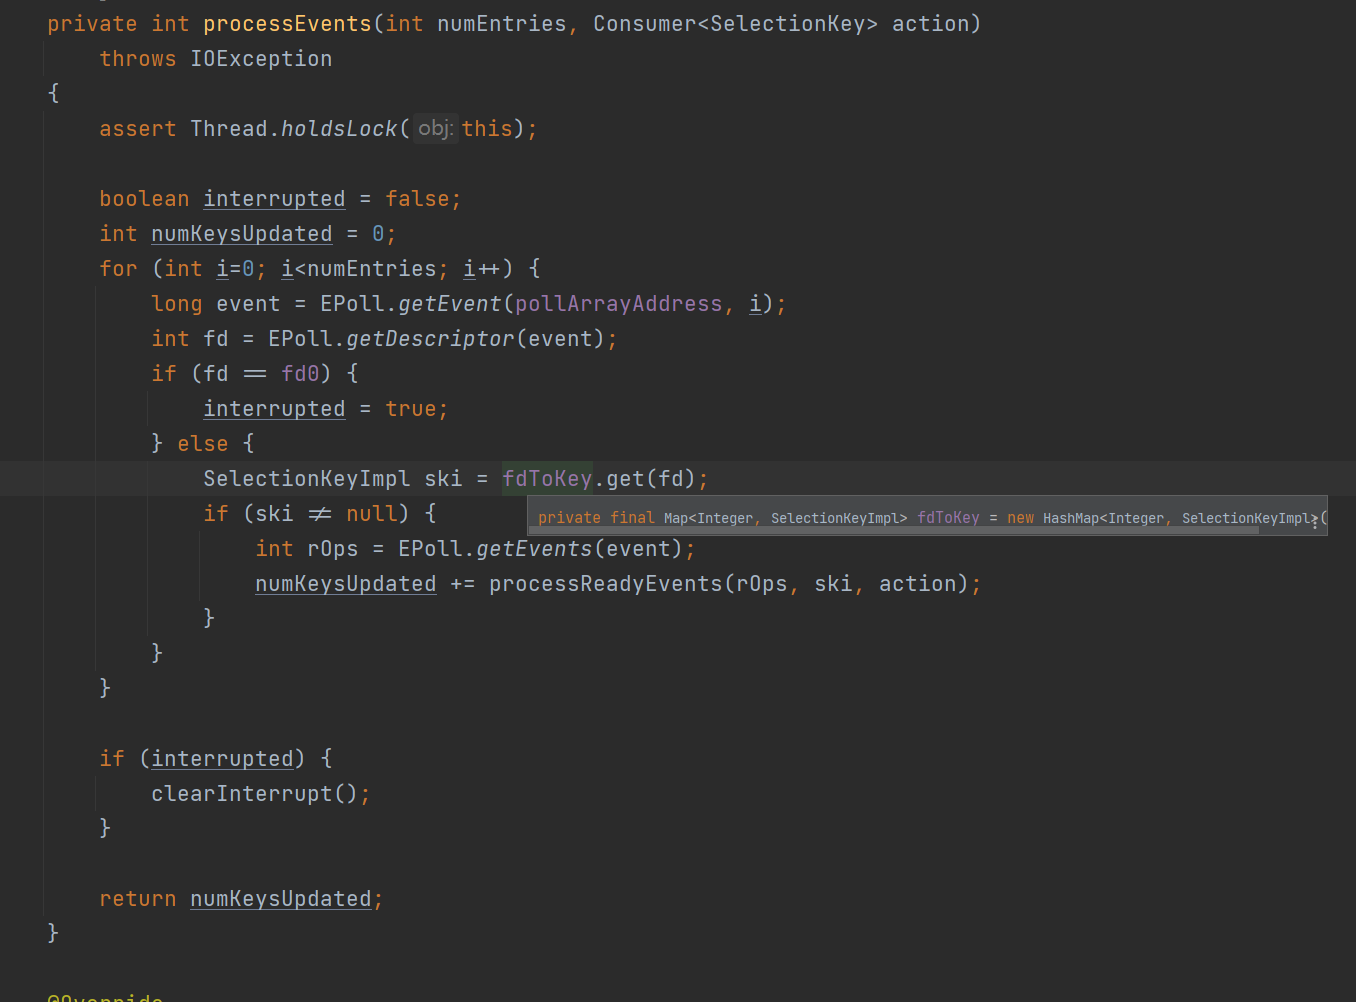 private int processEvents(int numEntries, Consumer<SelectionKey> action)
    throws IOException
{
    assert Thread.holdsLock( obj: this);

    boolean interrupted = false;
    int numKeysUpdated = 0;
    for (int i=0; i<numEntries; i++) {
        long event = EPoll.getEvent(pollArrayAddress, i);
        int fd = EPoll.getDescriptor(event);
        if (fd == fd0) {
            interrupted = true;
        } else {
            SelectionKeyImpl ski = fdToKey.get(fd);
            if (ski != null) {
private final Map<Integer, SelectionKeyImpl> fdToKey = new HashMap<Integer, SelectionKeyImpl>(
                int rOps = EPoll.getEvents(event);
                numKeysUpdated += processReadyEvents(rOps, ski, action);
            }
        }
    }

    if (interrupted) {
        clearInterrupt();
    }

    return numKeysUpdated;
}

@Override